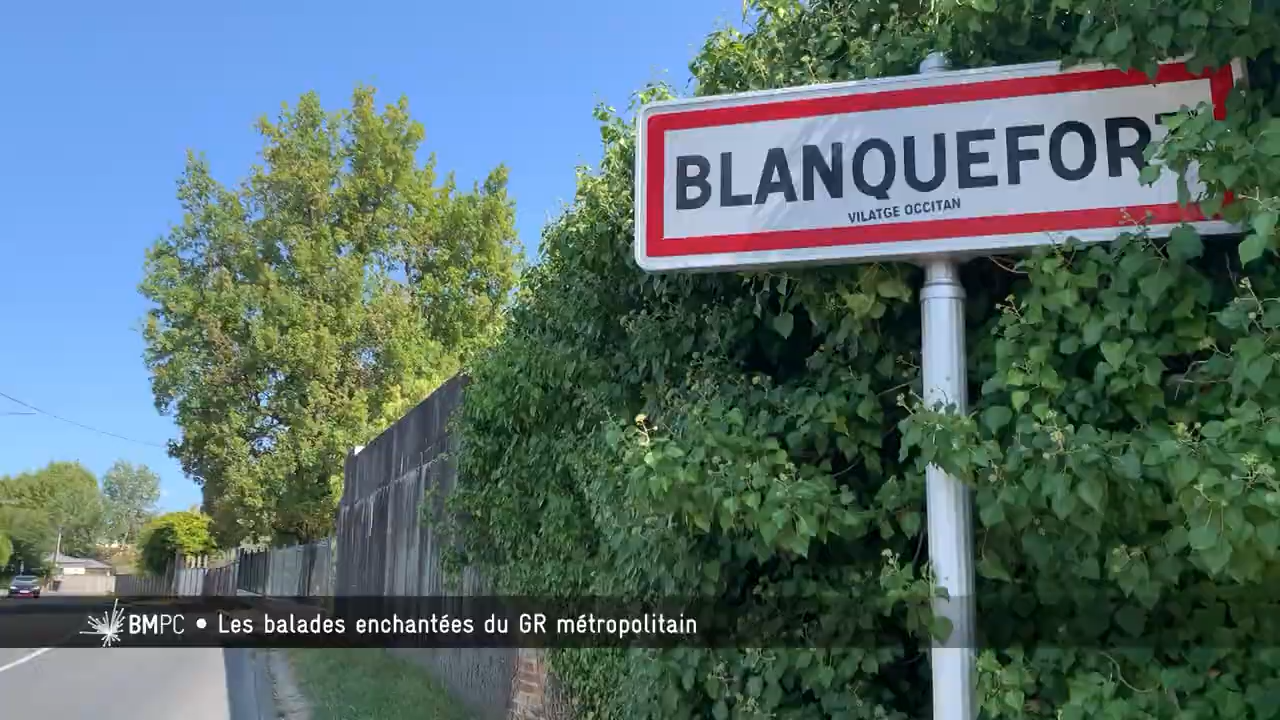 BLANQUEFORT
VILATGE OCCITAN
BMPC • Les balades enchantées du GR métropolitain